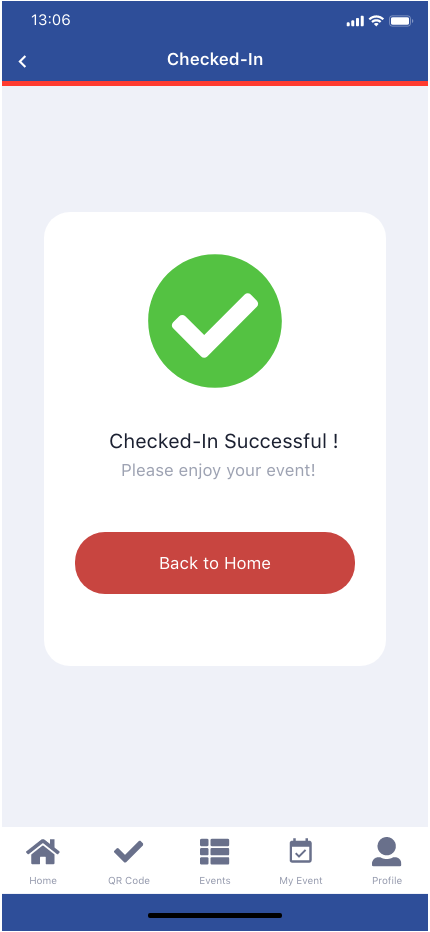 13:06
Checked-In
Checked-In Successful !
Please enjoy your event!
Back to Home
Home QR Code Events My Event Profile